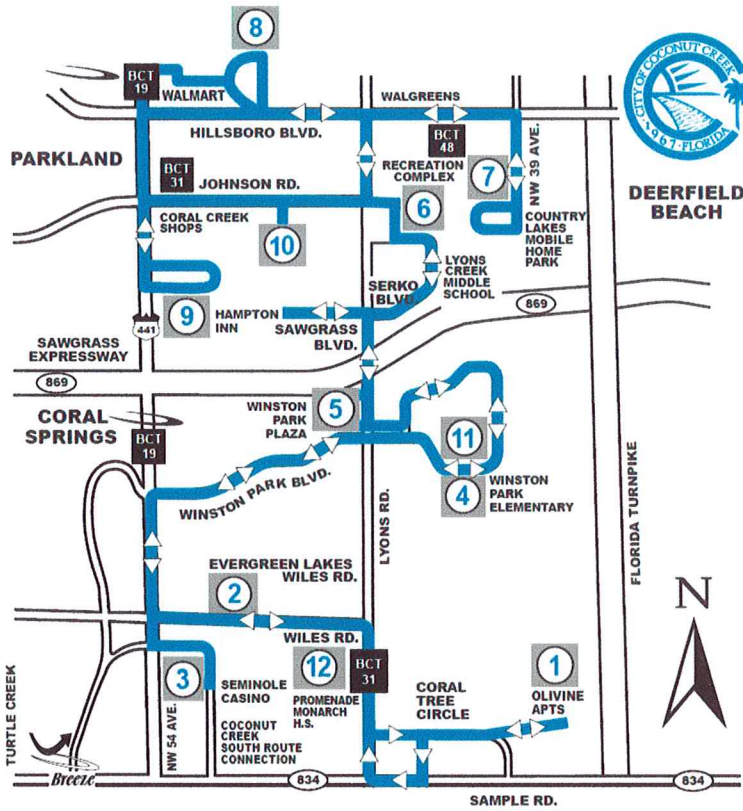 8
BCT
19
WALMART
WALGREENS
HILLSBORO BLVD.
BCT
48
CITY OF COCONUT CREEK
1967 · FLORIDA
PARKLAND
BCT
31
JOHNSON RD.
RECREATION
COMPLEX
7
NW 39 AVE.
DEERFIELD
BEACH
CORAL CREEK
SHOPS
10
6
COUNTRY
LAKES
MOBILE
HOME
PARK
LYONS
CREEK
MIDDLE
SCHOOL
SERKO
BLVD.
9
HAMPTON
INN
SAWGRASS
BLVD.
869
441
SAWGRASS
EXPRESSWAY
869
CORAL
SPRINGS
BCT
19
WINSTON
PARK
PLAZA
5
11
4
WINSTON
PARK
ELEMENTARY
WINSTON PARK BLVD.
LYONS RD.
FLORIDA TURNPIKE
EVERGREEN LAKES
WILES RD.
2
WILES RD.
N
3
SEMINOLE
CASINO
12
PROMENADE
MONARCH
H.S.
BCT
31
CORAL
TREE
CIRCLE
1
OLIVINE
APTS
TURTLE CREEK
NW 54 AVE.
COCONUT
CREEK
SOUTH ROUTE
CONNECTION
Breeze
834
834
SAMPLE RD.